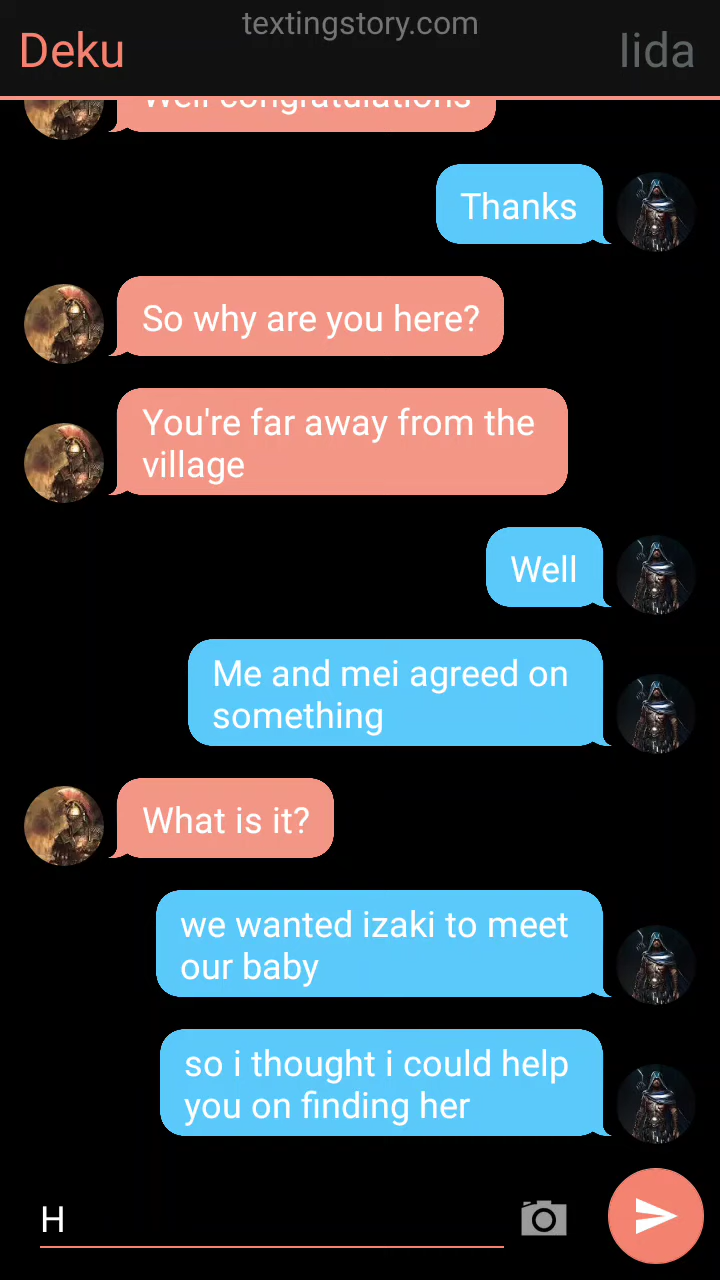 textingstory.com
Deku
Iida
Well congratulations
Thanks
So why are you here?
You're far away from the
village
Well
Me and mei agreed on
something
What is it?
we wanted izaki to meet
our baby
so i thought i could help
you on finding her
H